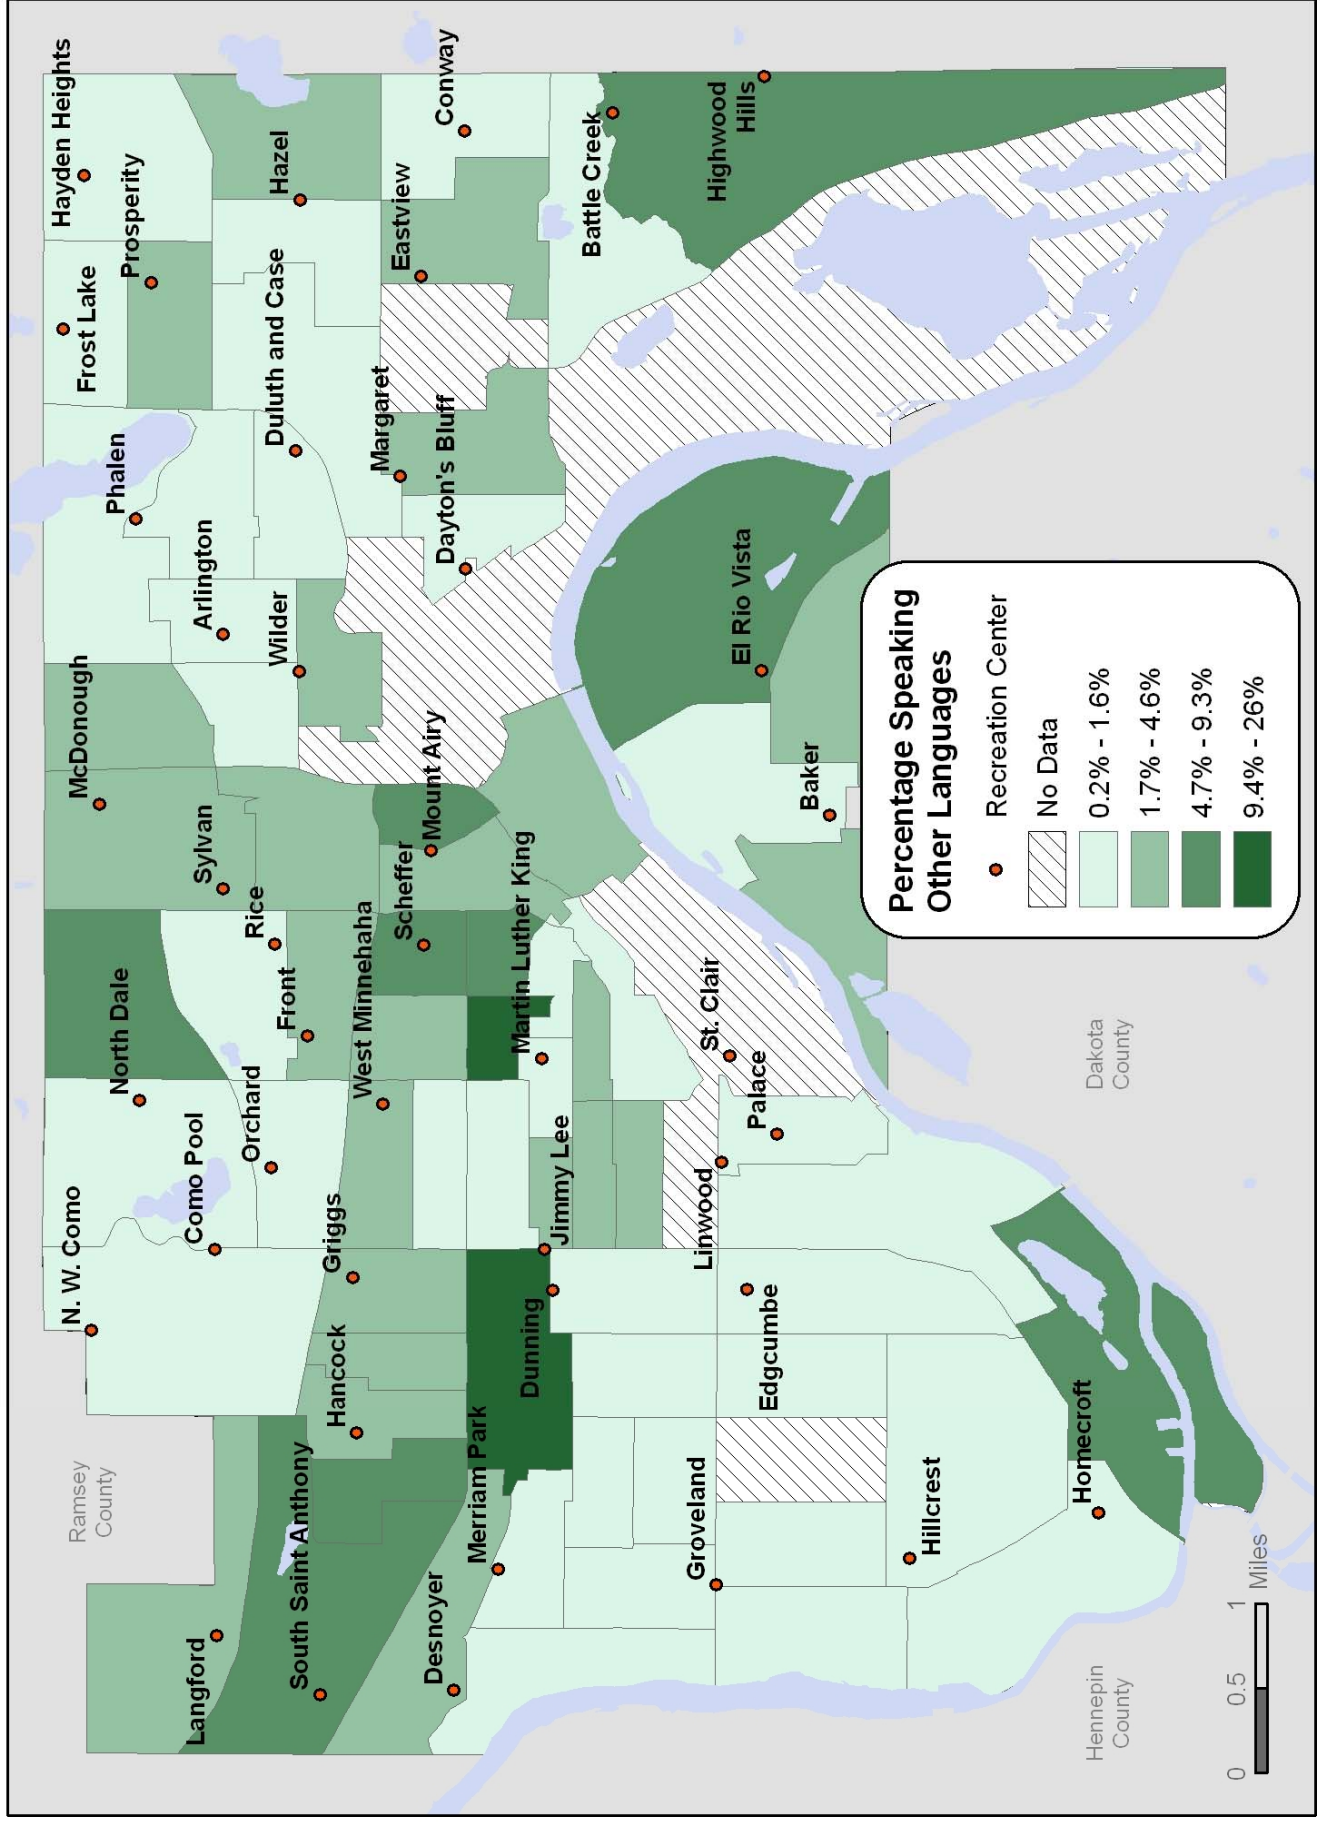 Ramsey
County
Langford
South Saint Anthony
Desnoyer
Merriam Park
Hancock
Griggs
N. W. Como
Como Pool
Orchard
North Dale
Front
Rice
West Minnehaha
Sylvan
McDonough
Scheffer
Mount Airy
Martin Luther King
Jimmy Lee
Dunning
Wilder
Arlington
Phalen
Frost Lake
Prosperity
Hayden Heights
Duluth and Case
Hazel
Margaret
Dayton's Bluff
Eastview
Conway
Battle Creek
Highwood
Hills
El Rio Vista
Baker
St. Clair
Palace
Linwood
Edgcumbe
Groveland
Hillcrest
Homecroft
Hennepin
County
Dakota
County
0
0.5
1
Miles
Percentage Speaking
Other Languages
Recreation Center
No Data
0.2% - 1.6%
1.7% - 4.6%
4.7% - 9.3%
9.4% - 26%